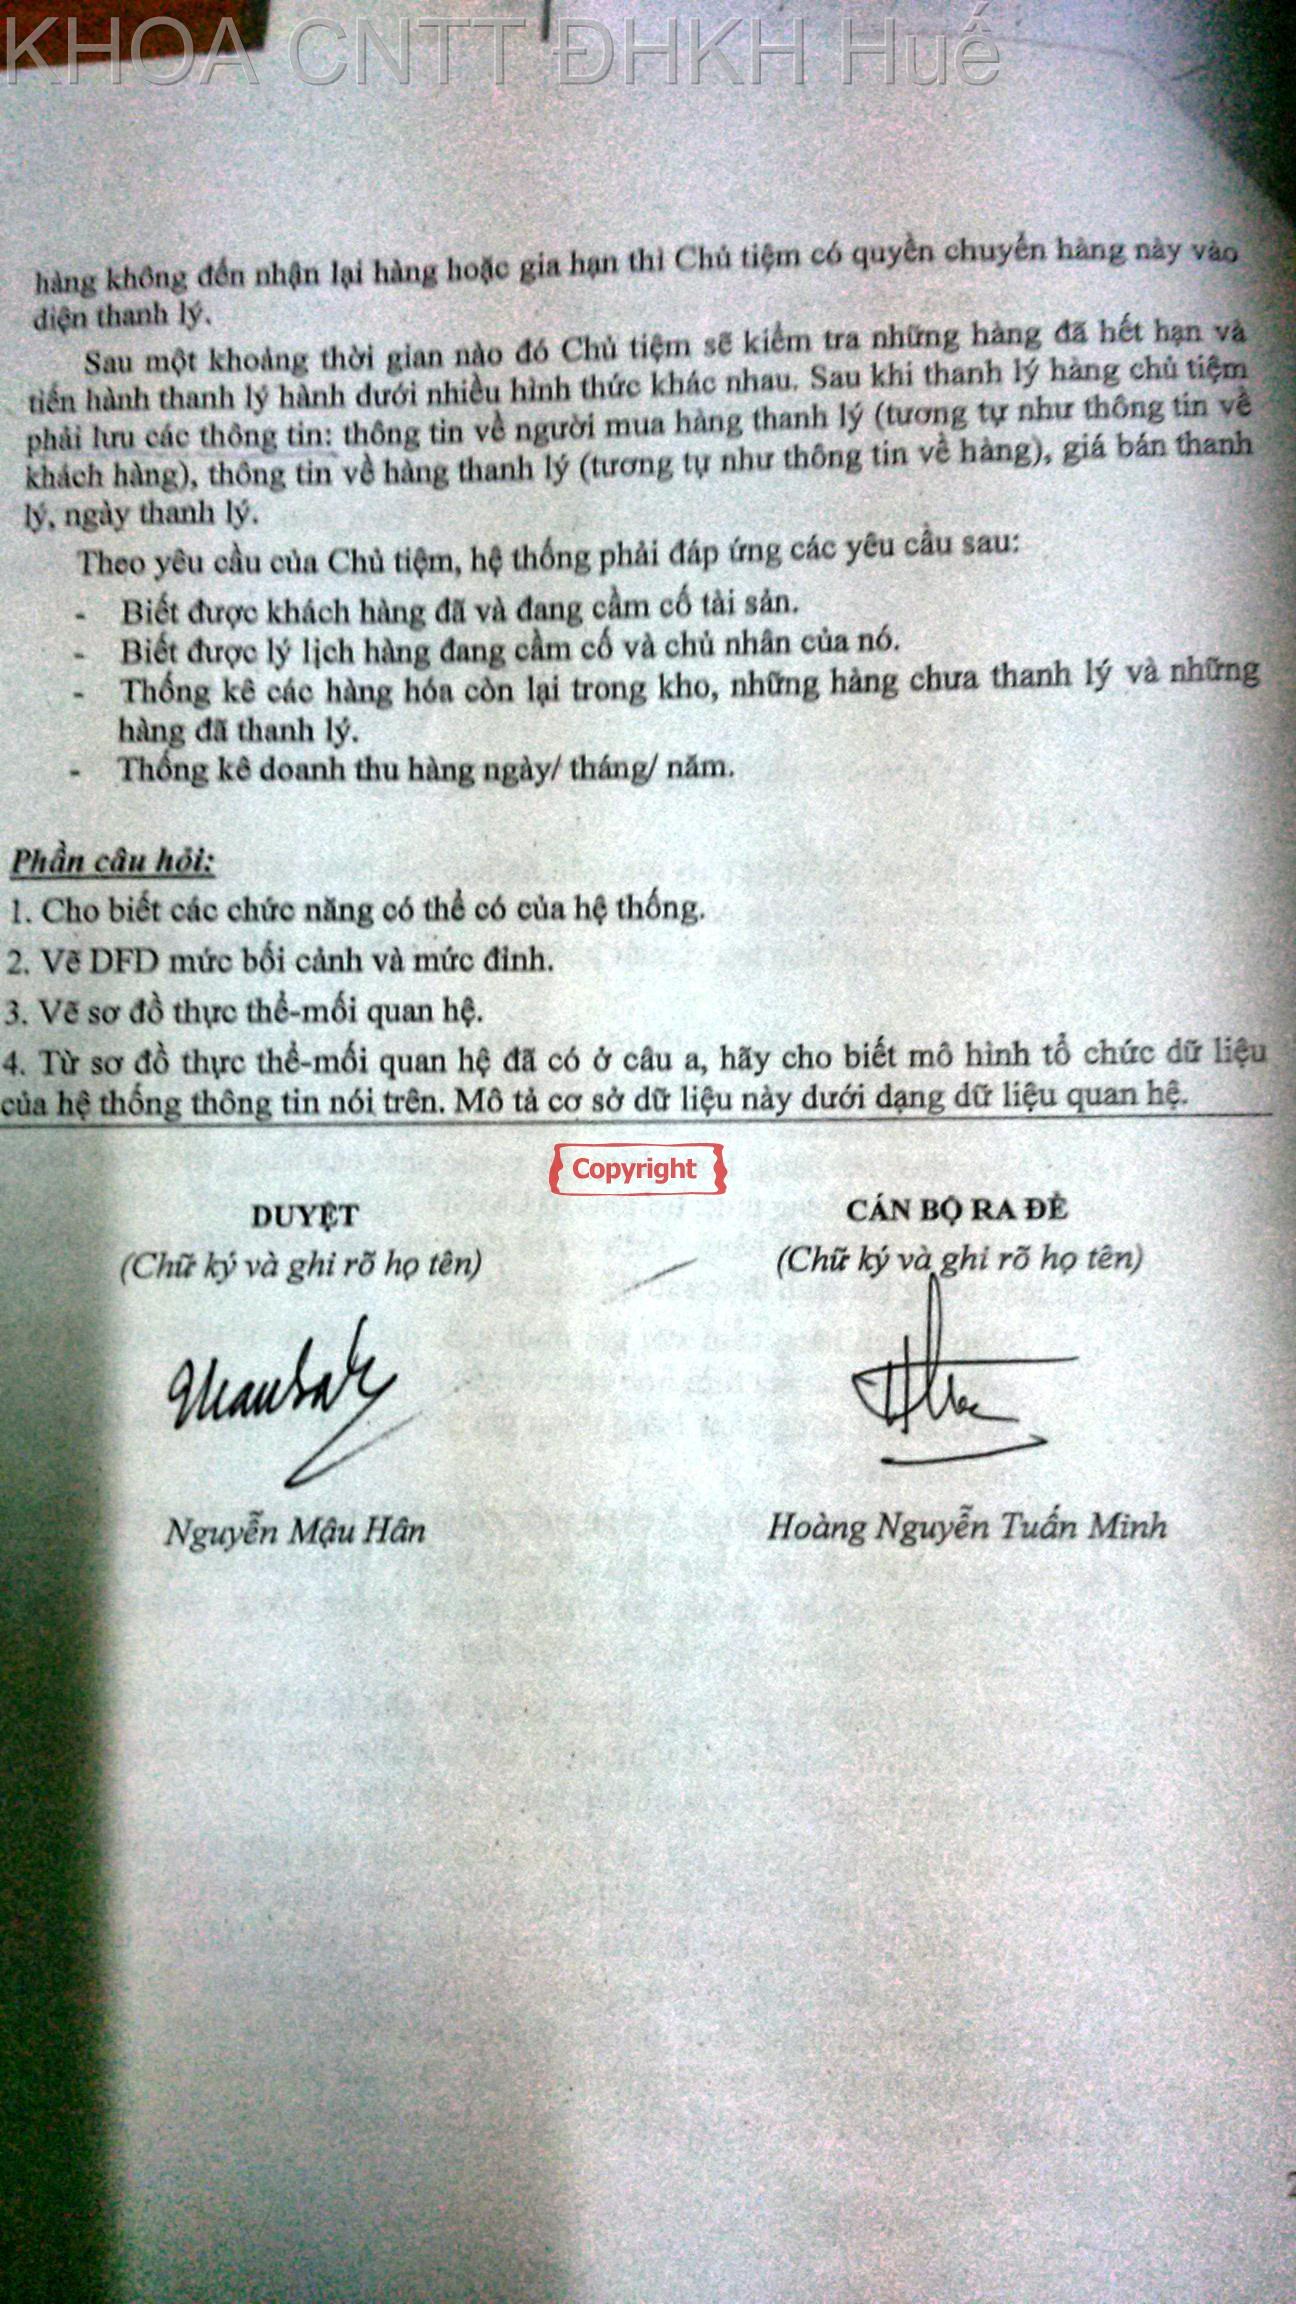 KHOA CNTT ĐHKH Huế
hàng không đến nhận lại hàng hoặc gia hạn thì Chủ tiệm có quyền chuyển hàng này vào
diện thanh lý.
Sau một khoảng thời gian nào đó Chủ tiệm sẽ kiểm tra những hàng đã hết hạn và
tiến hành thanh lý hành dưới nhiều hình thức khác nhau. Sau khi thanh lý hàng chủ tiệm
phải lưu các thông tin: thông tin về người mua hàng thanh lý (tương tự như thông tin về
khách hàng), thông tin về hàng thanh lý (tương tự như thông tin về hàng), giá bán thanh
lý, ngày thanh lý.
Theo yêu cầu của Chủ tiệm, hệ thống phải đáp ứng các yêu cầu sau:
- Biết được khách hàng đã và đang cầm cố tài sản.
- Biết được lý lịch hàng đang cầm cố và chủ nhân của nó.
- Thống kê các hàng hóa còn lại trong kho, những hàng chưa thanh lý và những
hàng đã thanh lý.
- Thống kê doanh thu hàng ngày/ tháng/ năm.
Phần câu hỏi:
1. Cho biết các chức năng có thể có của hệ thống.
2. Vẽ DFD mức bối cảnh và mức đỉnh.
3. Vẽ sơ đồ thực thể-mối quan hệ.
4. Từ sơ đồ thực thể-mối quan hệ đã có ở câu a, hãy cho biết mô hình tổ chức dữ liệu
của hệ thống thông tin nói trên. Mô tả cơ sở dữ liệu này dưới dạng dữ liệu quan hệ.
Copyright
DUYỆT
(Chữ ký và ghi rõ họ tên)
Nguyễn Mậu Hân
CÁN BỘ RA ĐỀ
(Chữ ký và ghi rõ họ tên)
Hoàng Nguyễn Tuấn Minh